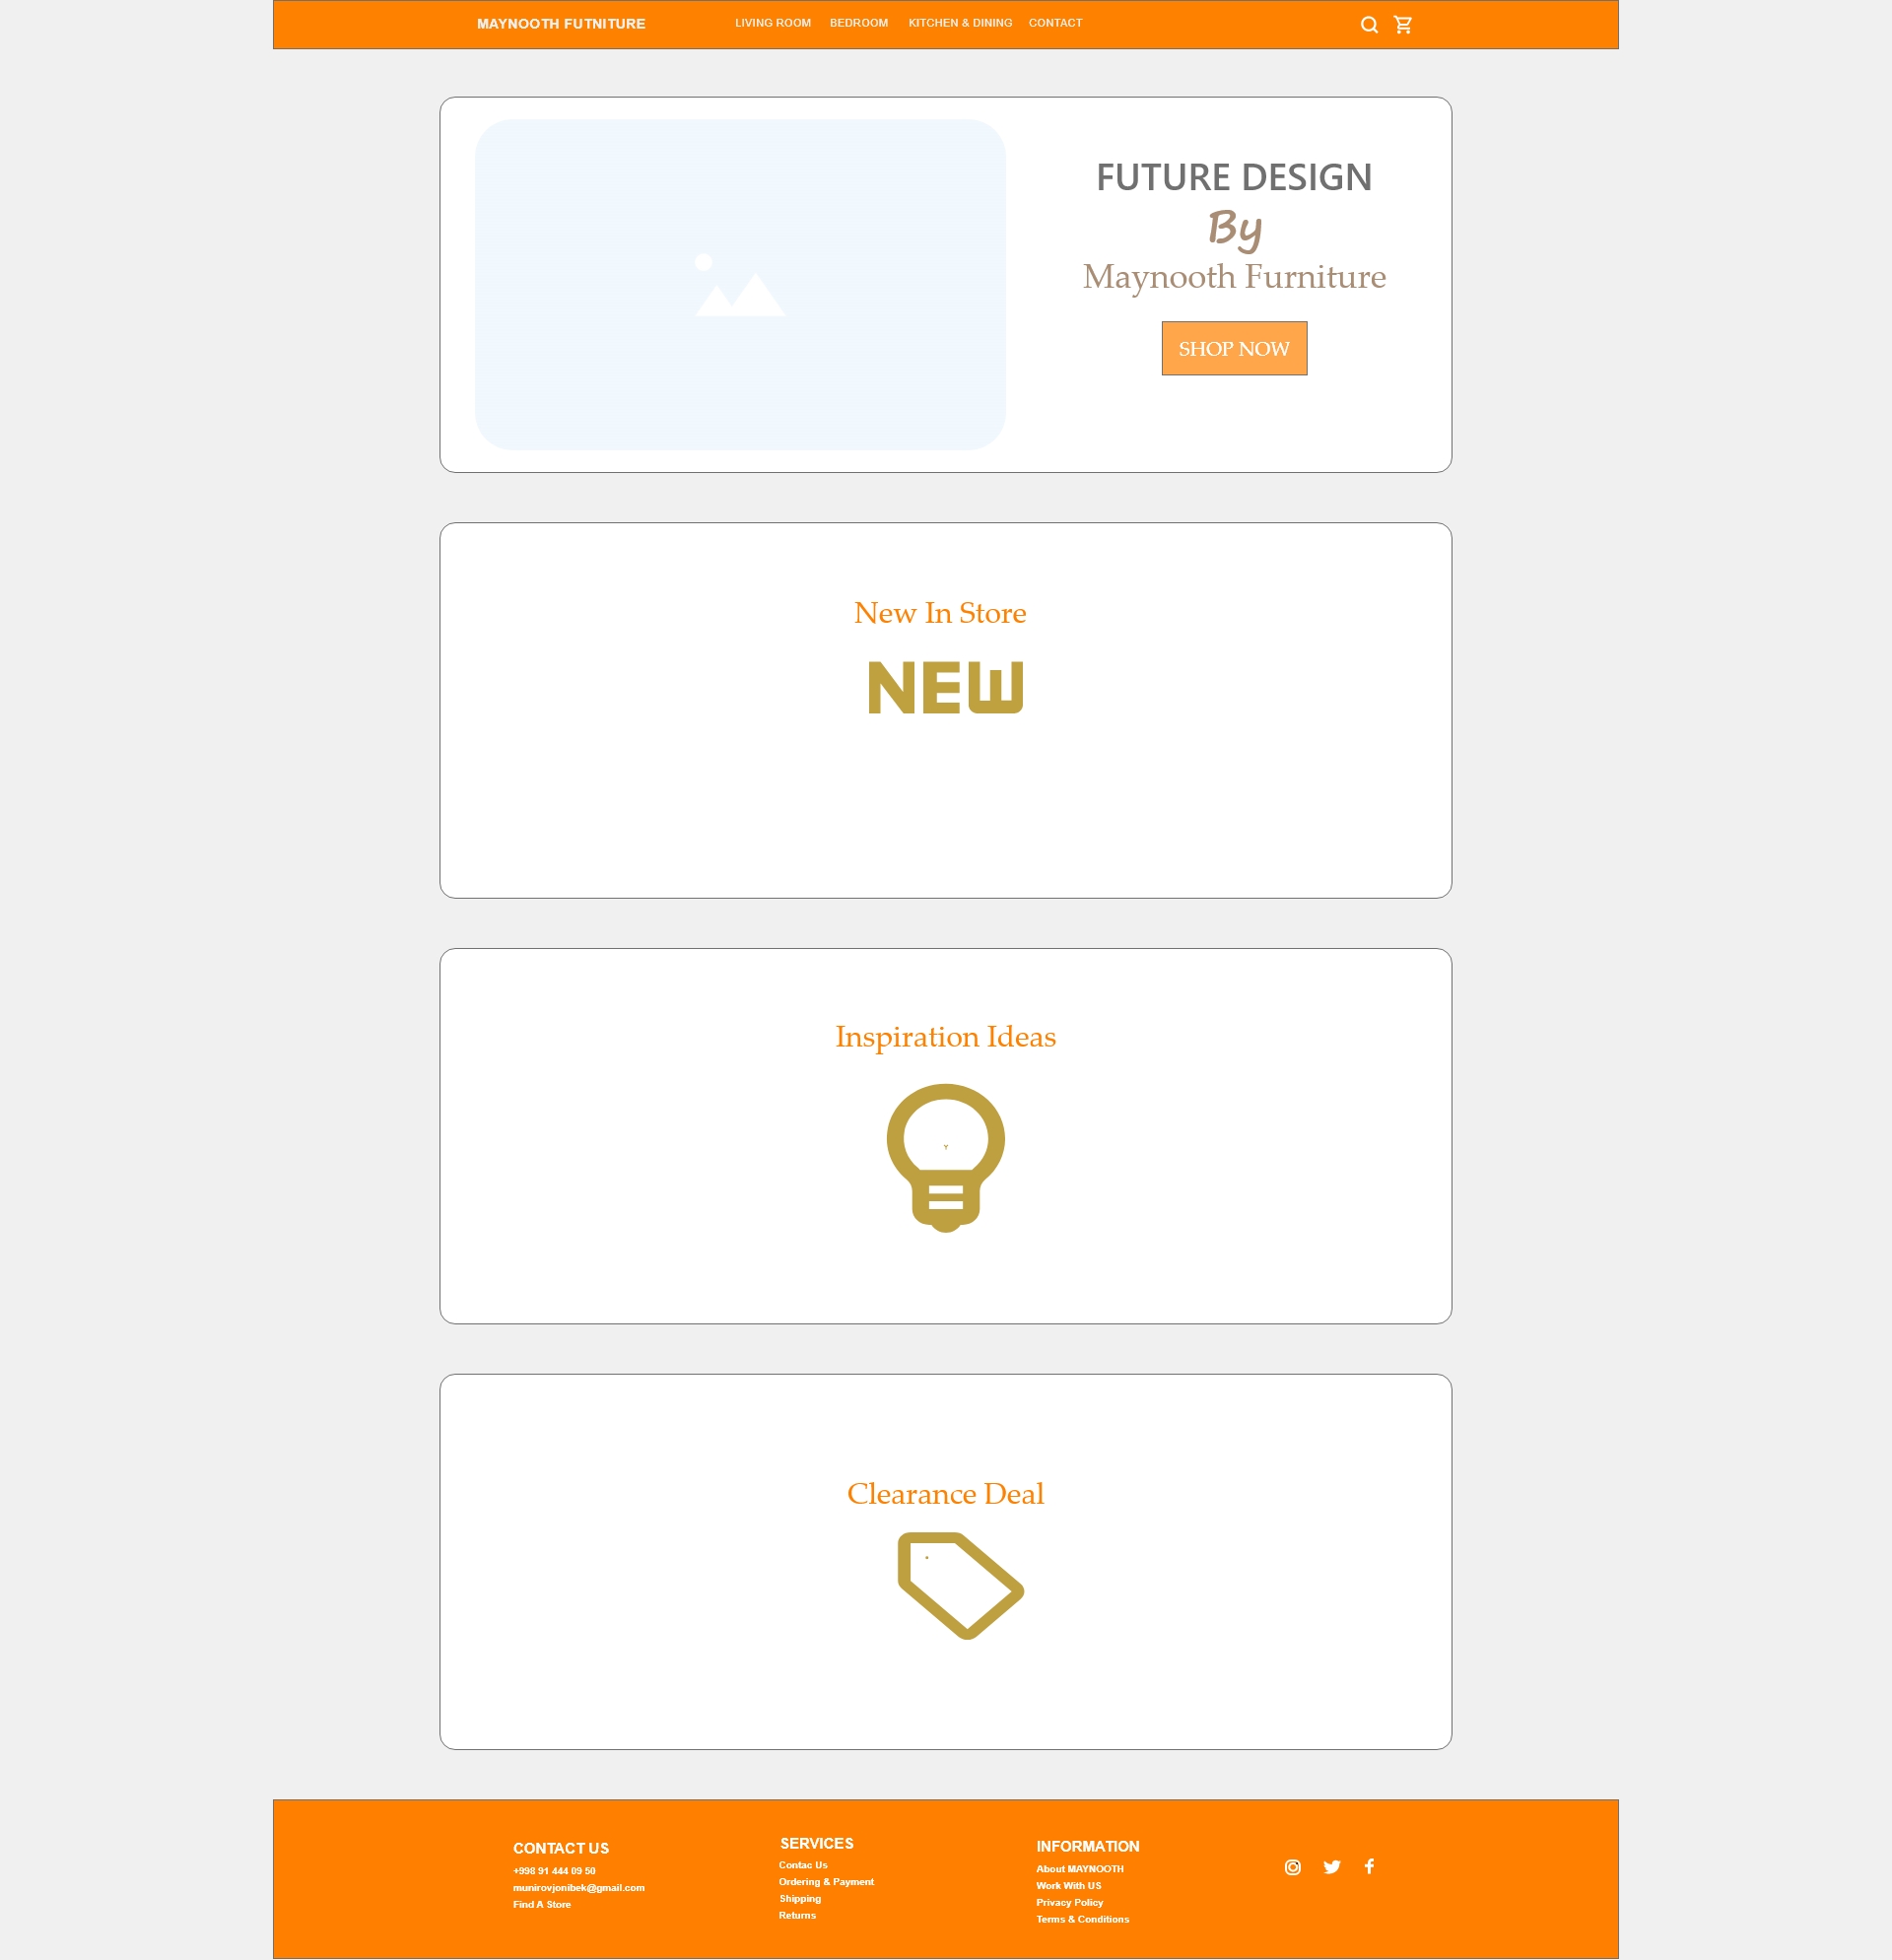 MAYNOOTH FUTNITURE
LIVING ROOM BEDROOM KITCHEN & DINING CONTACT
FUTURE DESIGN
By
Maynooth Furniture
SHOP NOW
New In Store
NEW
Inspiration Ideas
Clearance Deal
CONTACT US
+998 91 444 09 50
munirovjonibek@gmail.com
Find A Store
SERVICES
Contac Us
Ordering & Payment
Shipping
Returns
INFORMATION
About MAYNOOTH
Work With US
Privacy Policy
Terms & Conditions